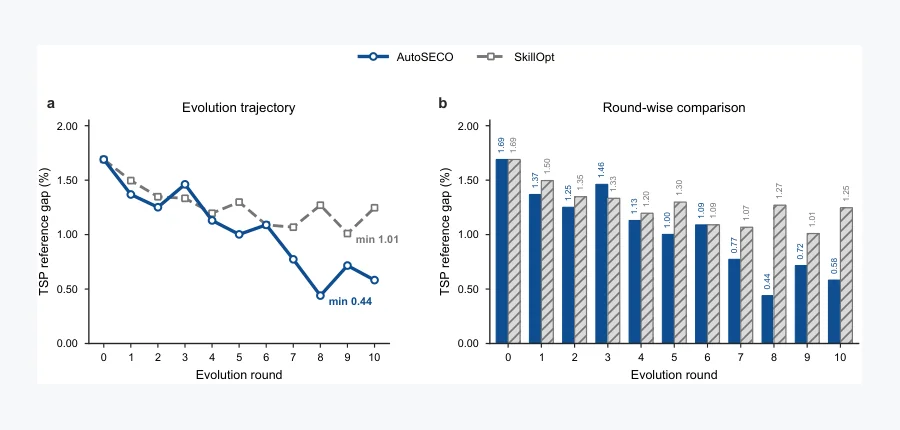 AutoSECO
SkillOpt
a
Evolution trajectory
TSP reference gap (%)
2.00
1.50
1.00
0.50
0.00
min 1.01
min 0.44
0 1 2 3 4 5 6 7 8 9 10
Evolution round
b
Round-wise comparison
TSP reference gap (%)
2.00
1.50
1.00
0.50
0.00
1.69 1.69
1.37 1.50
1.25 1.35
1.46 1.33
1.13 1.20
1.00 1.30
1.09 1.09
0.77 1.07
0.44 1.27
0.72 1.01
0.58 1.25
0 1 2 3 4 5 6 7 8 9 10
Evolution round